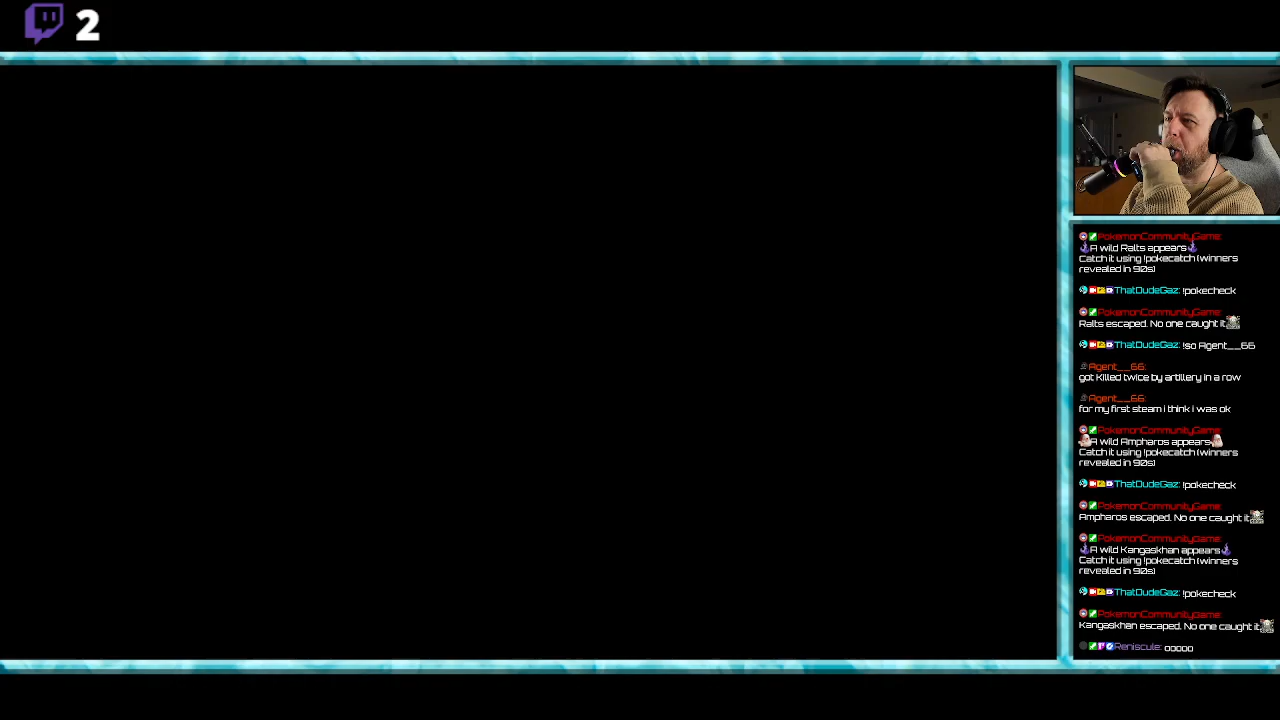 2
PokemonCommunityGame:
A wild Ralts appears
Catch it using !pokecatch (winners
revealed in 90s)
ThatDudeGaz: !pokecheck
PokemonCommunityGame:
Ralts escaped. No one caught it
ThatDudeGaz: !so Agent__66
Agent__66:
got killed twice by artillery in a row
Agent__66:
for my first steam i think i was ok
PokemonCommunityGame:
A wild Ampharos appears
Catch it using !pokecatch (winners
revealed in 90s)
ThatDudeGaz: !pokecheck
PokemonCommunityGame:
Ampharos escaped. No one caught it
PokemonCommunityGame:
A wild Kangaskhan appears
Catch it using !pokecatch (winners
revealed in 90s)
ThatDudeGaz: !pokecheck
PokemonCommunityGame:
Kangaskhan escaped. No one caught it
Reniscule: ooooo